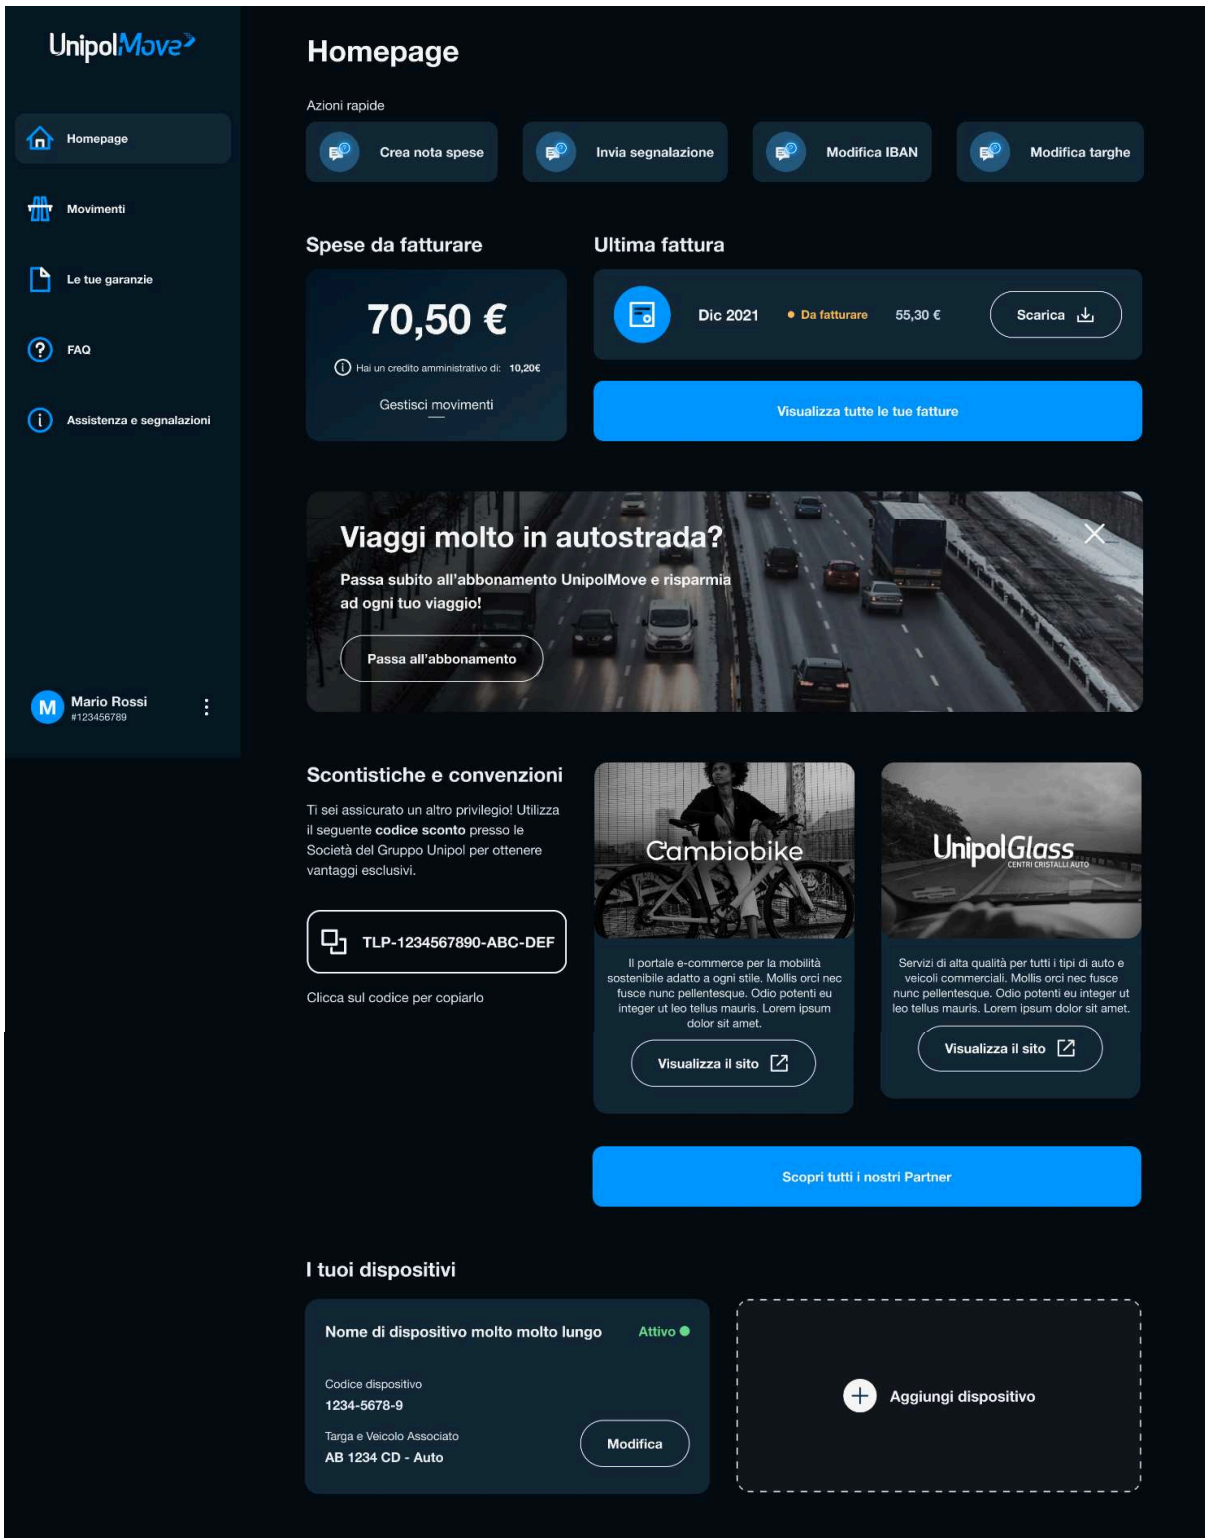 UnipolMove
Homepage
Movimenti
Le tue garanzie
FAQ
Assistenza e segnalazioni
M
Mario Rossi
#123456789
Homepage
Azioni rapide
Crea nota spese
Invia segnalazione
Modifica IBAN
Modifica targhe
Spese da fatturare
70,50 €
Hai un credito amministrativo di: 10,20€
Gestisci movimenti
Ultima fattura
Dic 2021
Da fatturare
55,30 €
Scarica
Visualizza tutte le tue fatture
Viaggi molto in autostrada?
Passa subito all'abbonamento UnipolMove e risparmia
ad ogni tuo viaggio!
Passa all'abbonamento
Scontistiche e convenzioni
Ti sei assicurato un altro privilegio! Utilizza
il seguente codice sconto presso le
Società del Gruppo Unipol per ottenere
vantaggi esclusivi.
TLP-1234567890-ABC-DEF
Clicca sul codice per copiarlo
Cambiobike
Il portale e-commerce per la mobilità
sostenibile adatto a ogni stile. Mollis orci nec
fusce nunc pellentesque. Odio potenti eu
integer ut leo tellus mauris. Lorem ipsum
dolor sit amet.
Visualizza il sito
UnipolGlass
CENTRI CRISTALLI AUTO
Servizi di alta qualità per tutti i tipi di auto e
veicoli commerciali. Mollis orci nec fusce
nunc pellentesque. Odio potenti eu integer ut
leo tellus mauris. Lorem ipsum dolor sit amet.
Visualizza il sito
Scopri tutti i nostri Partner
I tuoi dispositivi
Nome di dispositivo molto molto lungo
Attivo
Codice dispositivo
1234-5678-9
Targa e Veicolo Associato
AB 1234 CD - Auto
Modifica
Aggiungi dispositivo